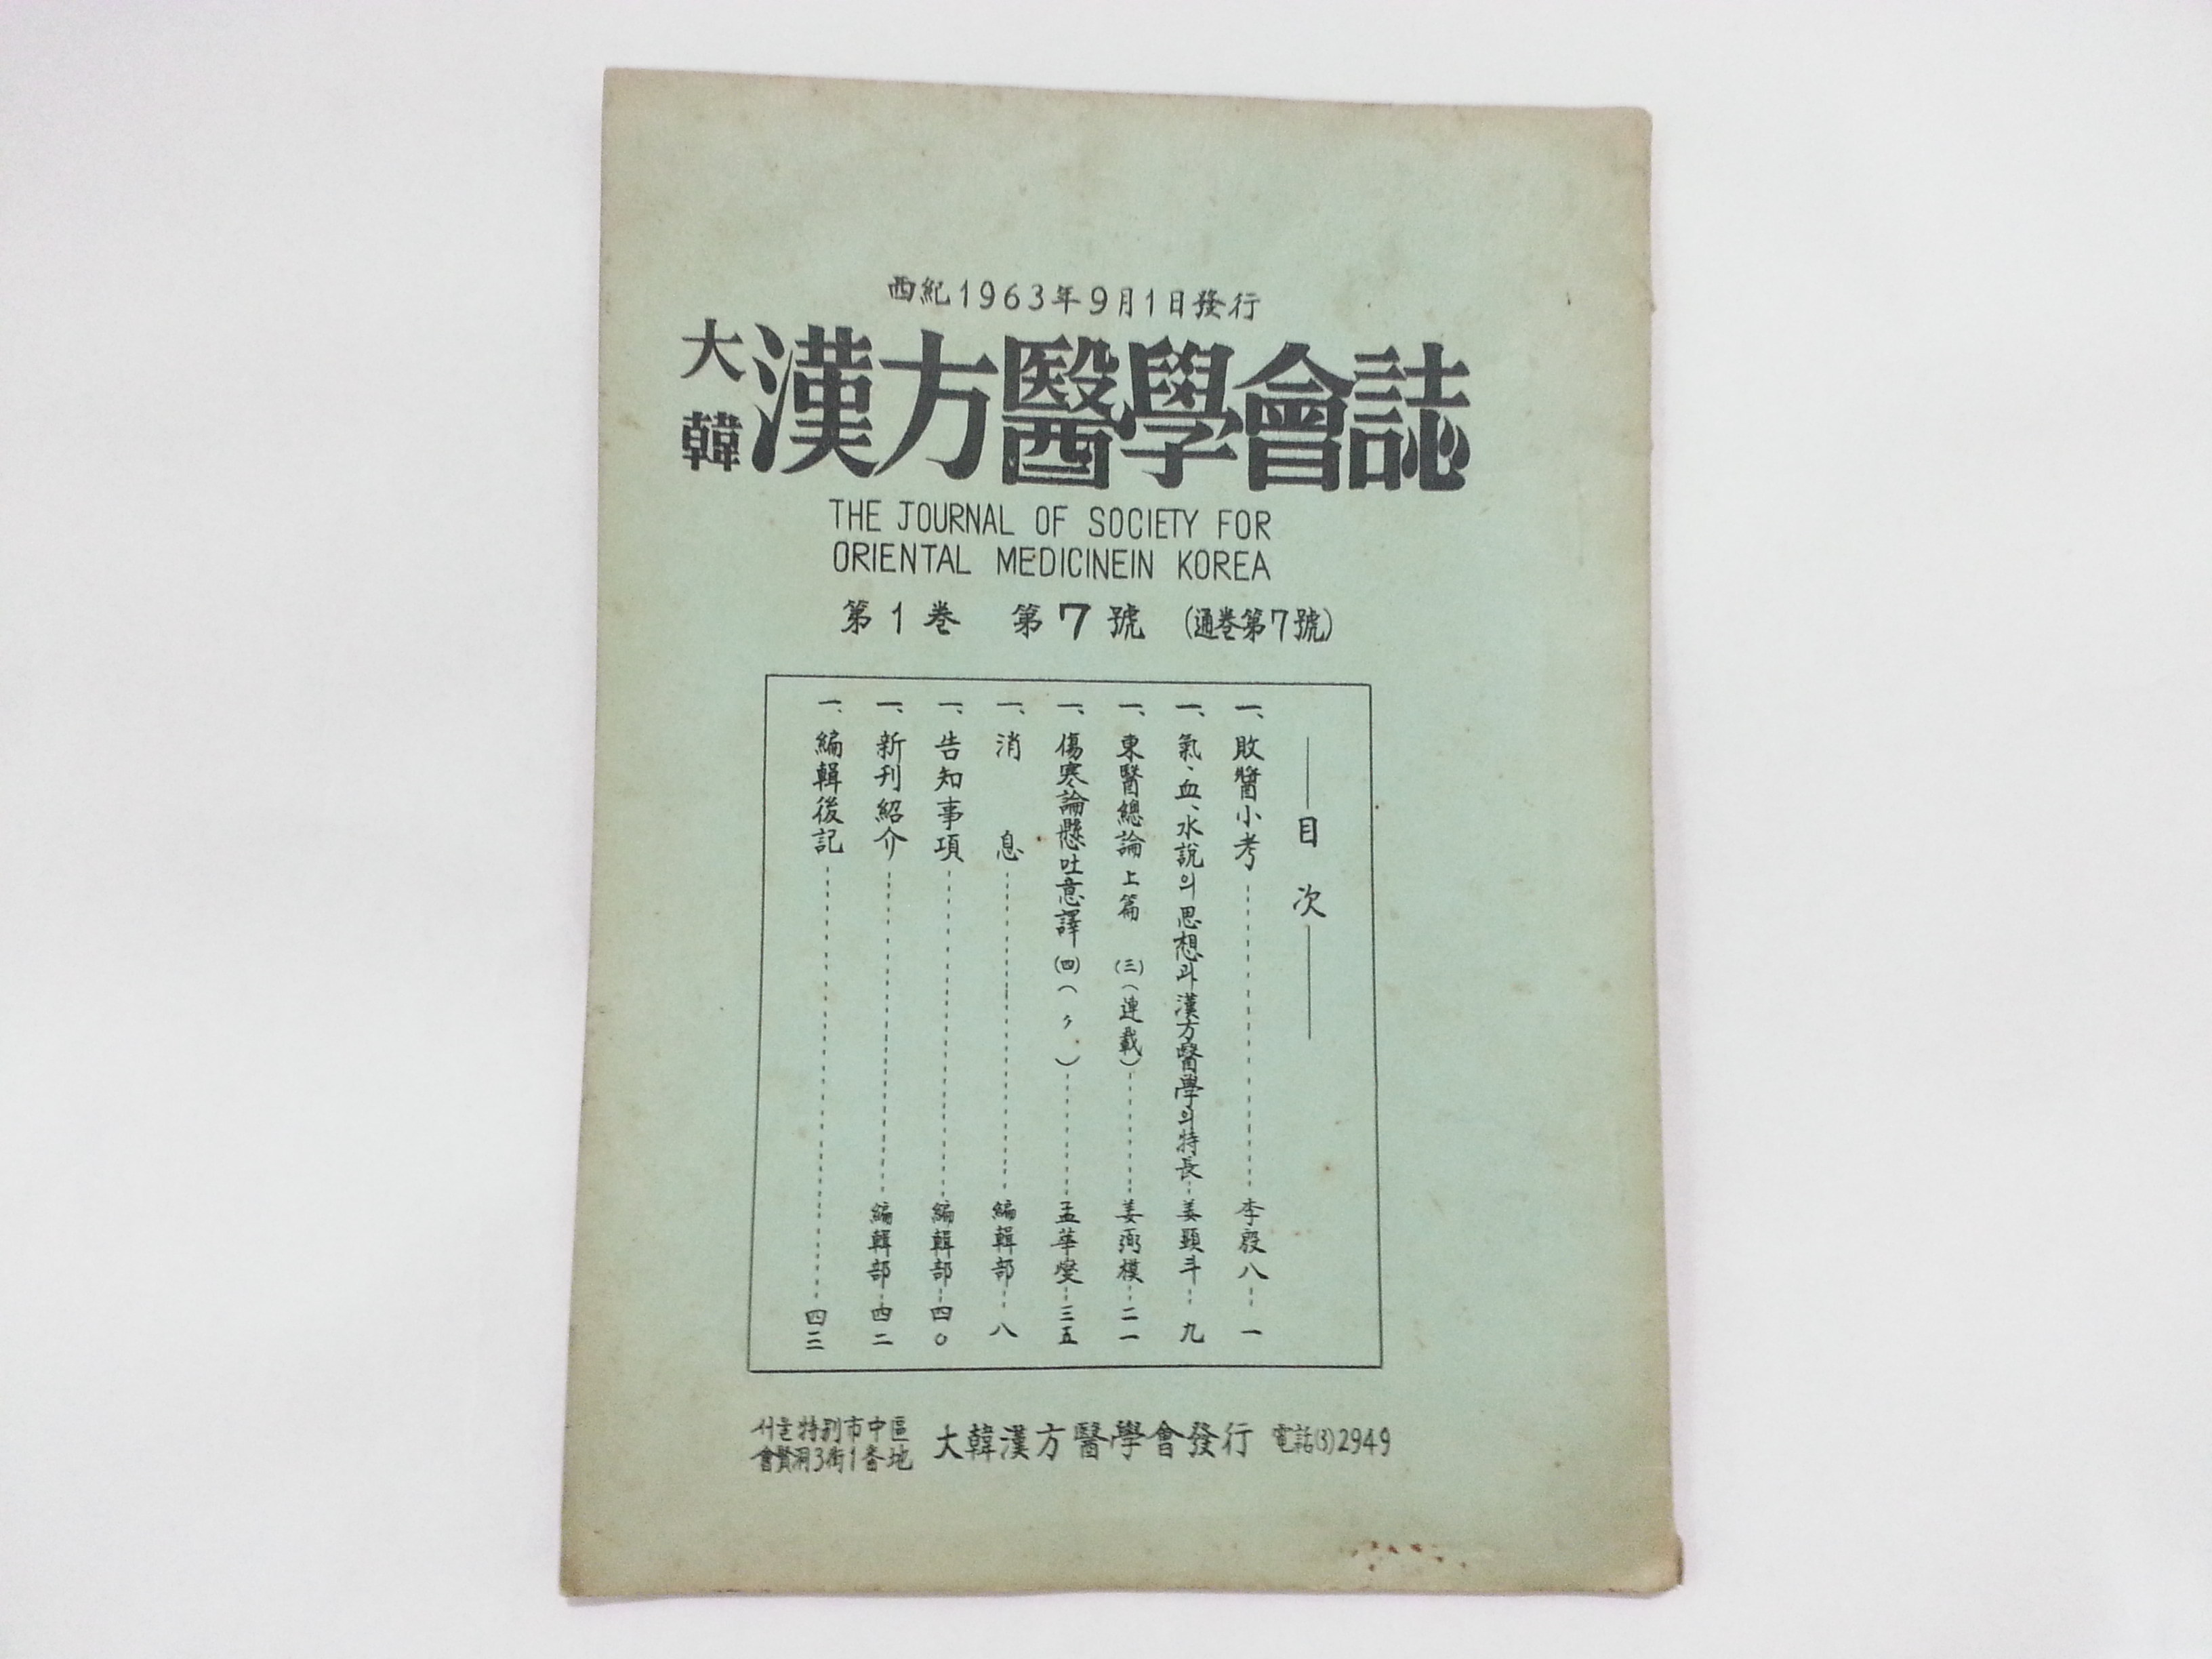 西紀1963年9月1日發行
大韓漢方醫學會誌
THE JOURNAL OF SOCIETY FOR
ORIENTAL MEDICINEIN KOREA
第1巻 第7號 (通巻第7號)
目次
一、敗醬小考 李殷八 一
一、氣、血、水說의思想과漢方醫學의特長 姜顯斗 九
一、東醫總論 上篇 (三)(連載) 姜弼模 二一
一、傷寒論懸吐意譯(四)(〃) 孟華燮 三五
一、消息 編輯部 八
一、告知事項 編輯部 四〇
一、新刊紹介 編輯部 四二
一、編輯後記 四三
서울特別市中區
會賢洞3街1番地
大韓漢方醫學會發行 電話(3)2949